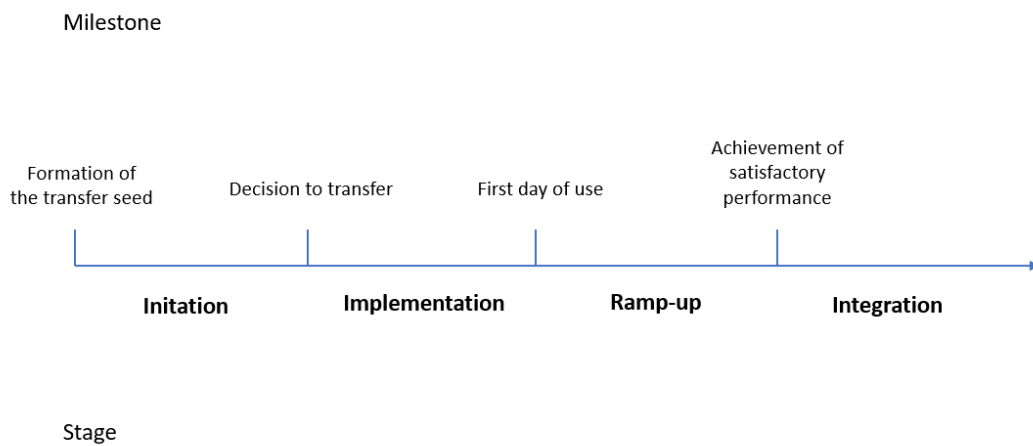 Milestone
Formation of
the transfer seed
Decision to transfer
First day of use
Achievement of
satisfactory
performance
Initation
Implementation
Ramp-up
Integration
Stage